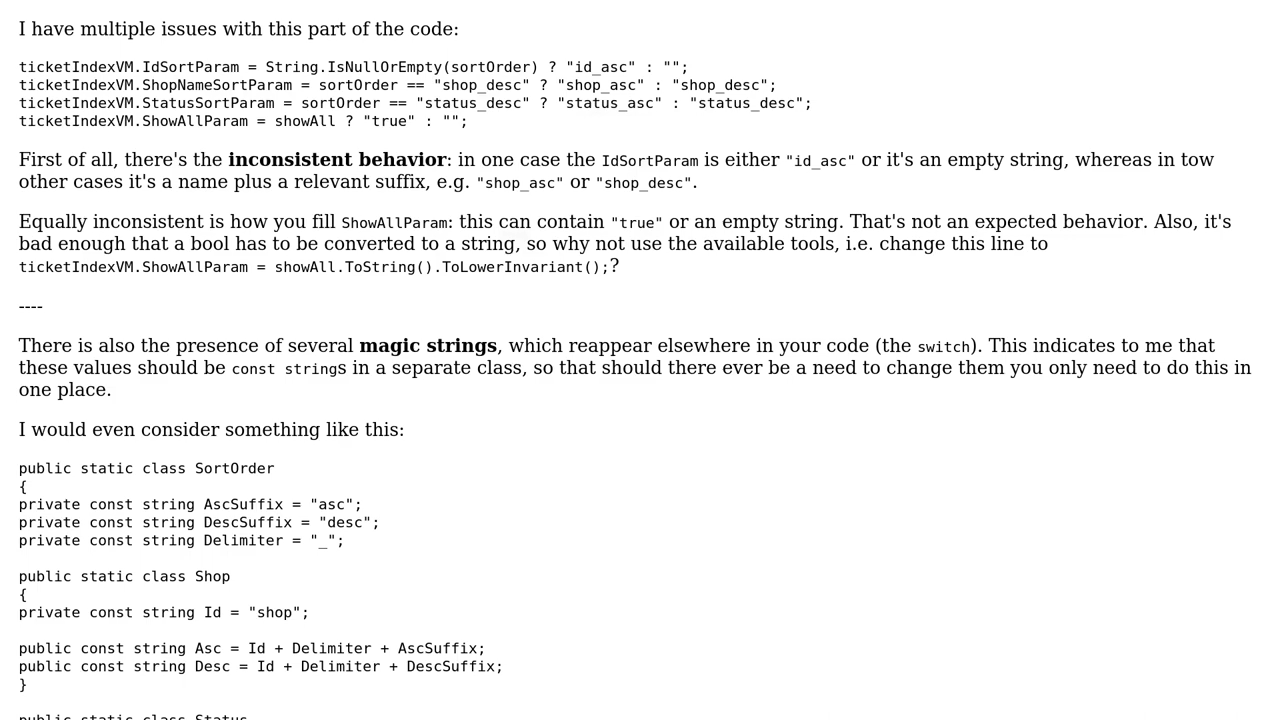 I have multiple issues with this part of the code:
ticketIndexVM.IdSortParam = String.IsNullOrEmpty(sortOrder) ? "id_asc" : "";
ticketIndexVM.ShopNameSortParam = sortOrder == "shop_desc" ? "shop_asc" : "shop_desc";
ticketIndexVM.StatusSortParam = sortOrder == "status_desc" ? "status_asc" : "status_desc";
ticketIndexVM.ShowAllParam = showAll ? "true" : "";
First of all, there's the inconsistent behavior: in one case the IdSortParam is either "id_asc" or it's an empty string, whereas in tow
other cases it's a name plus a relevant suffix, e.g. "shop_asc" or "shop_desc".
Equally inconsistent is how you fill ShowAllParam: this can contain "true" or an empty string. That's not an expected behavior. Also, it's
bad enough that a bool has to be converted to a string, so why not use the available tools, i.e. change this line to
ticketIndexVM.ShowAllParam = showAll.ToString().ToLowerInvariant();?
----
There is also the presence of several magic strings, which reappear elsewhere in your code (the switch). This indicates to me that
these values should be const strings in a separate class, so that should there ever be a need to change them you only need to do this in
one place.
I would even consider something like this:
public static class SortOrder
{
private const string AscSuffix = "asc";
private const string DescSuffix = "desc";
private const string Delimiter = "_";
public static class Shop
{
private const string Id = "shop";
public const string Asc = Id + Delimiter + AscSuffix;
public const string Desc = Id + Delimiter + DescSuffix;
}
public static class Status